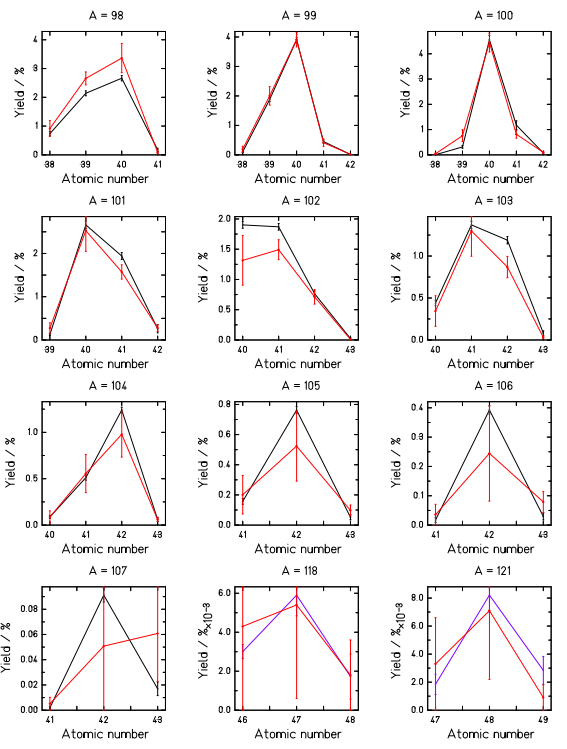 A = 98 A = 99 A = 100
Yield / % 4 3 2 1 0 Yield / % 4 3 2 1 0 Yield / % 4 3 2 1 0
38 39 40 41 38 39 40 41 42 38 39 40 41 42
Atomic number Atomic number Atomic number
A = 101 A = 102 A = 103
Yield / % 2 1 0 Yield / % 2.0 1.5 1.0 0.5 0.0 Yield / % 1.0 0.5 0.0
39 40 41 42 40 41 42 43 40 41 42 43
Atomic number Atomic number Atomic number
A = 104 A = 105 A = 106
Yield / % 1.0 0.5 0.0 Yield / % 0.8 0.6 0.4 0.2 0.0 Yield / % 0.4 0.3 0.2 0.1 0.0
40 41 42 43 41 42 43 41 42 43
Atomic number Atomic number Atomic number
A = 107 A = 118 A = 121
Yield / % 0.08 0.06 0.04 0.02 0.00 Yield / %×10⁻³ 6.0 4.0 2.0 0.0 Yield / %×10⁻³ 8.0 6.0 4.0 2.0 0.0
41 42 43 46 47 48 47 48 49
Atomic number Atomic number Atomic number